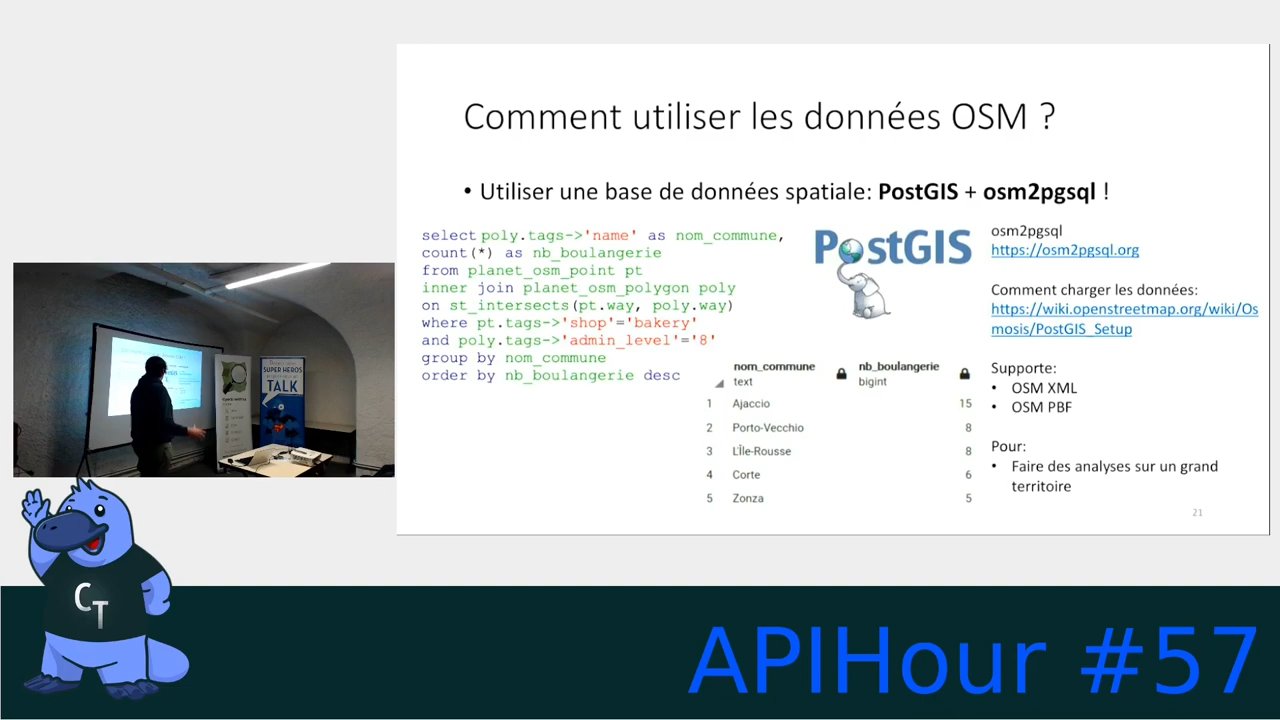 Comment utiliser les données OSM ?
• Utiliser une base de données spatiale: PostGIS + osm2pgsql !
select poly.tags->'name' as nom_commune,
count(*) as nb_boulangerie
from planet_osm_point pt
inner join planet_osm_polygon poly
on st_intersects(pt.way, poly.way)
where pt.tags->'shop'='bakery'
and poly.tags->'admin_level'='8'
group by nom_commune
order by nb_boulangerie desc
PostGIS
nom_commune nb_boulangerie
text bigint
1 Ajaccio 15
2 Porto-Vecchio 8
3 L'Île-Rousse 8
4 Corte 6
5 Zonza 5
osm2pgsql
https://osm2pgsql.org
Comment charger les données:
https://wiki.openstreetmap.org/wiki/Os
mosis/PostGIS_Setup
Supporte:
• OSM XML
• OSM PBF
Pour:
• Faire des analyses sur un grand
territoire
21
SUPER HEROS
TALK
CT
APIHour #57